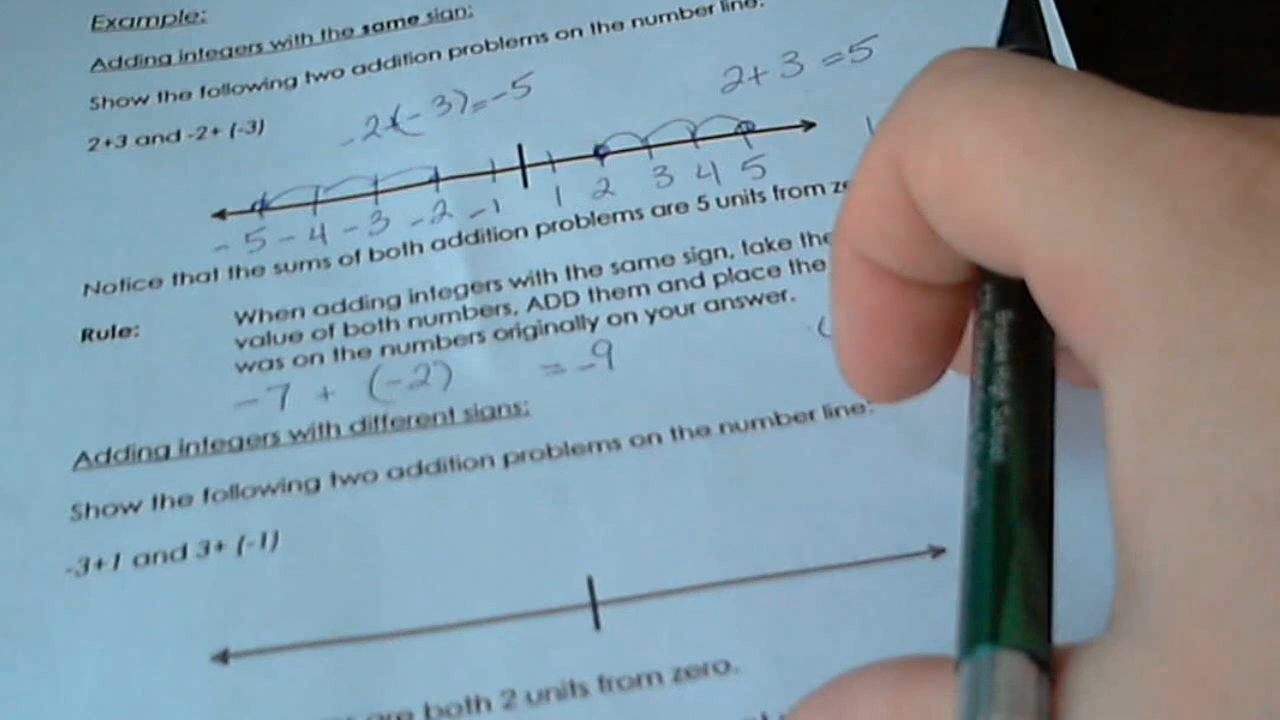 Example:
Adding integers with the same sign:
Show the following two addition problems on the number line.
2+3 and -2+ (-3)
-2+(-3)=-5
2+3=5
-5 -4 -3 -2 -1 1 2 3 4 5
Notice that the sums of both addition problems are 5 units from
Rule:
When adding integers with the same sign, take the
value of both numbers, ADD them and place the
was on the numbers originally on your answer.
-7 + (-2) =-9
Adding integers with different signs:
Show the following two addition problems on the number line:
-3+1 and 3+ (-1)
are both 2 units from zero.